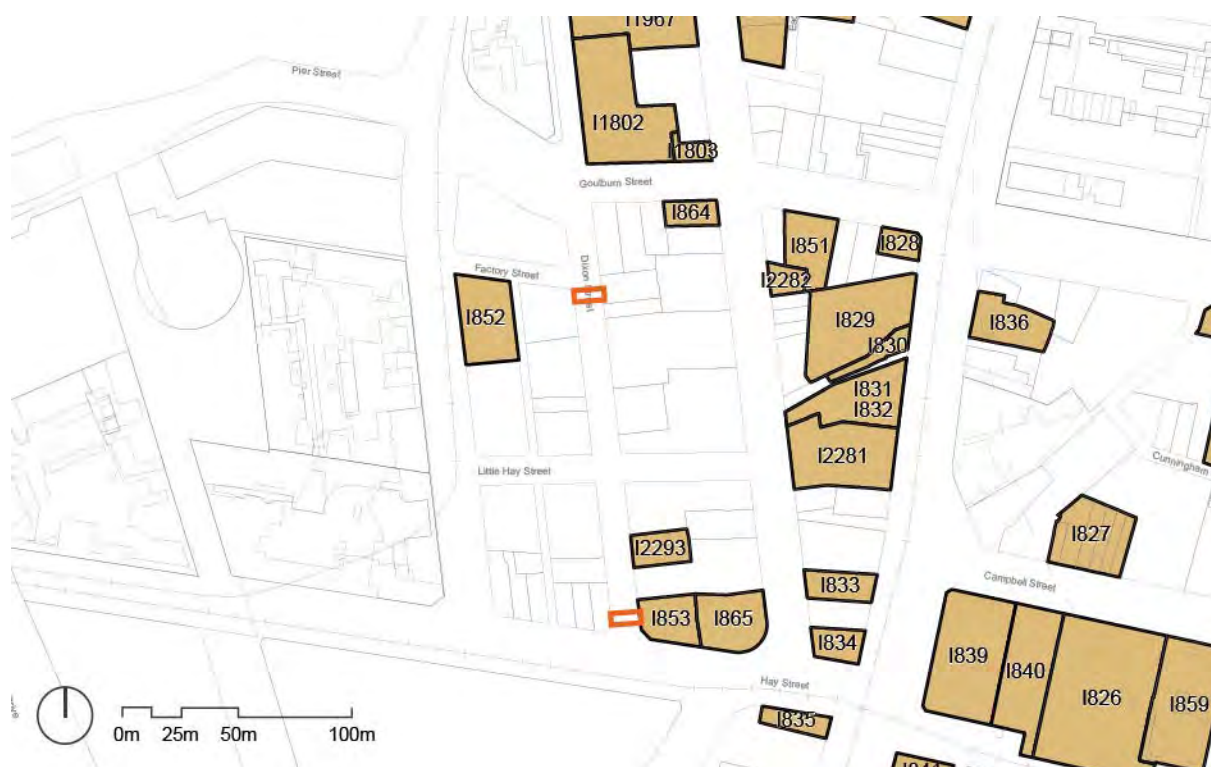 I1967
Pier Street
I1802
I1803
Goulburn Street
I864
I851
I828
Factory Street
Dixon Street
I2282
I852
I829
I836
I830
I831
I832
I2281
Little Hay Street
Cunningham
I827
I2293
I833
Campbell Street
I853
I865
I834
I839
I840
Hay Street
I826
I859
I835
0m 25m 50m 100m